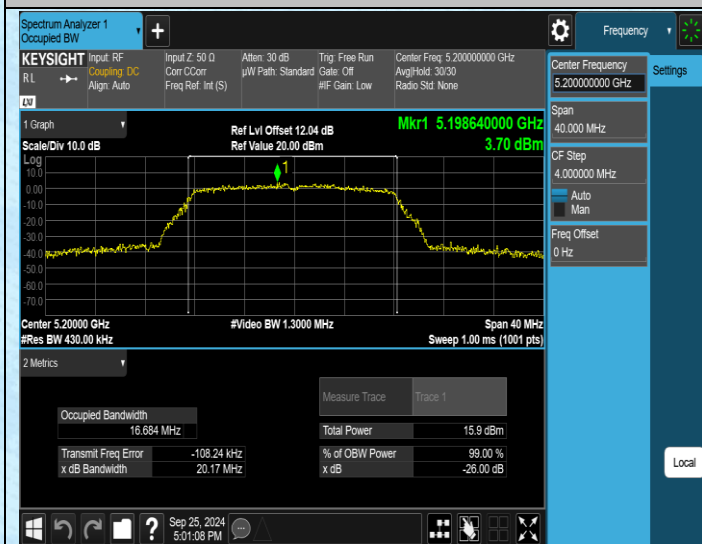 Spectrum Analyzer 1
Occupied BW
Frequency
KEYSIGHT
RL
LXI
Input: RF
Coupling: DC
Align: Auto
Input Z: 50 Ω
Corr CCorr
Freq Ref: Int (S)
Atten: 30 dB
µW Path: Standard
Trig: Free Run
Gate: Off
#IF Gain: Low
Center Freq: 5.200000000 GHz
Avg|Hold: 30/30
Radio Std: None
Center Frequency
5.200000000 GHz
Settings
Span
40.000 MHz
CF Step
4.000000 MHz
Auto
Man
Freq Offset
0 Hz
Local
1 Graph
Scale/Div 10.0 dB
Ref Lvl Offset 12.04 dB
Ref Value 20.00 dBm
Mkr1 5.198640000 GHz
3.70 dBm
Log
10.0
0.00
-10.0
-20.0
-30.0
-40.0
-50.0
-60.0
-70.0
1
Center 5.20000 GHz
#Res BW 430.00 kHz
#Video BW 1.3000 MHz
Span 40 MHz
Sweep 1.00 ms (1001 pts)
2 Metrics
Measure Trace Trace 1
Occupied Bandwidth
16.684 MHz
Total Power 15.9 dBm
Transmit Freq Error -108.24 kHz
% of OBW Power 99.00 %
x dB Bandwidth 20.17 MHz
x dB -26.00 dB
?
Sep 25, 2024
5:01:08 PM